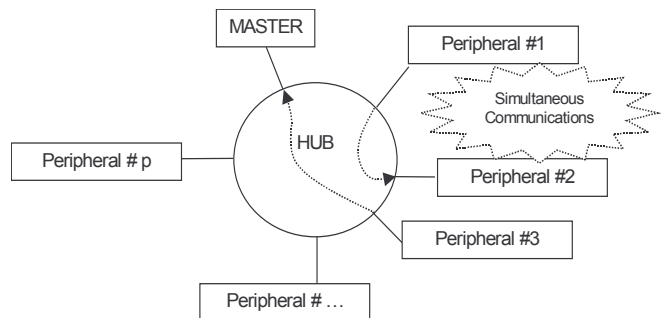 MASTER
Peripheral #1
Simultaneous
Communications
HUB
Peripheral # p
Peripheral #2
Peripheral #3
Peripheral # …